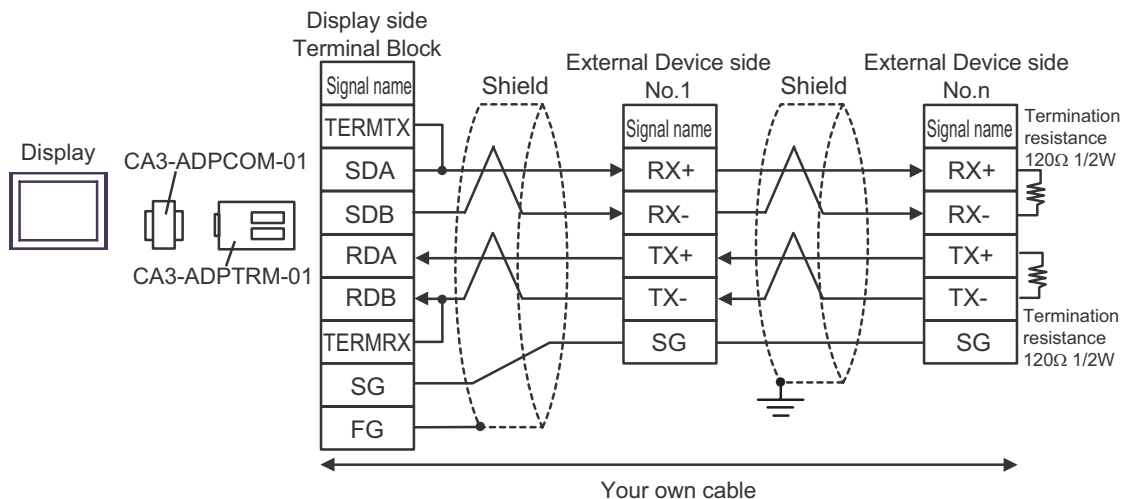 Display side
Terminal Block
Signal name
TERMTX
SDA
SDB
RDA
RDB
TERMRX
SG
FG
Display
CA3-ADPCOM-01
CA3-ADPTRM-01
Shield
External Device side
No.1
Signal name
RX+
RX-
TX+
TX-
SG
Shield
External Device side
No.n
Signal name
RX+
RX-
TX+
TX-
SG
Termination
resistance
120Ω 1/2W
Termination
resistance
120Ω 1/2W
Your own cable